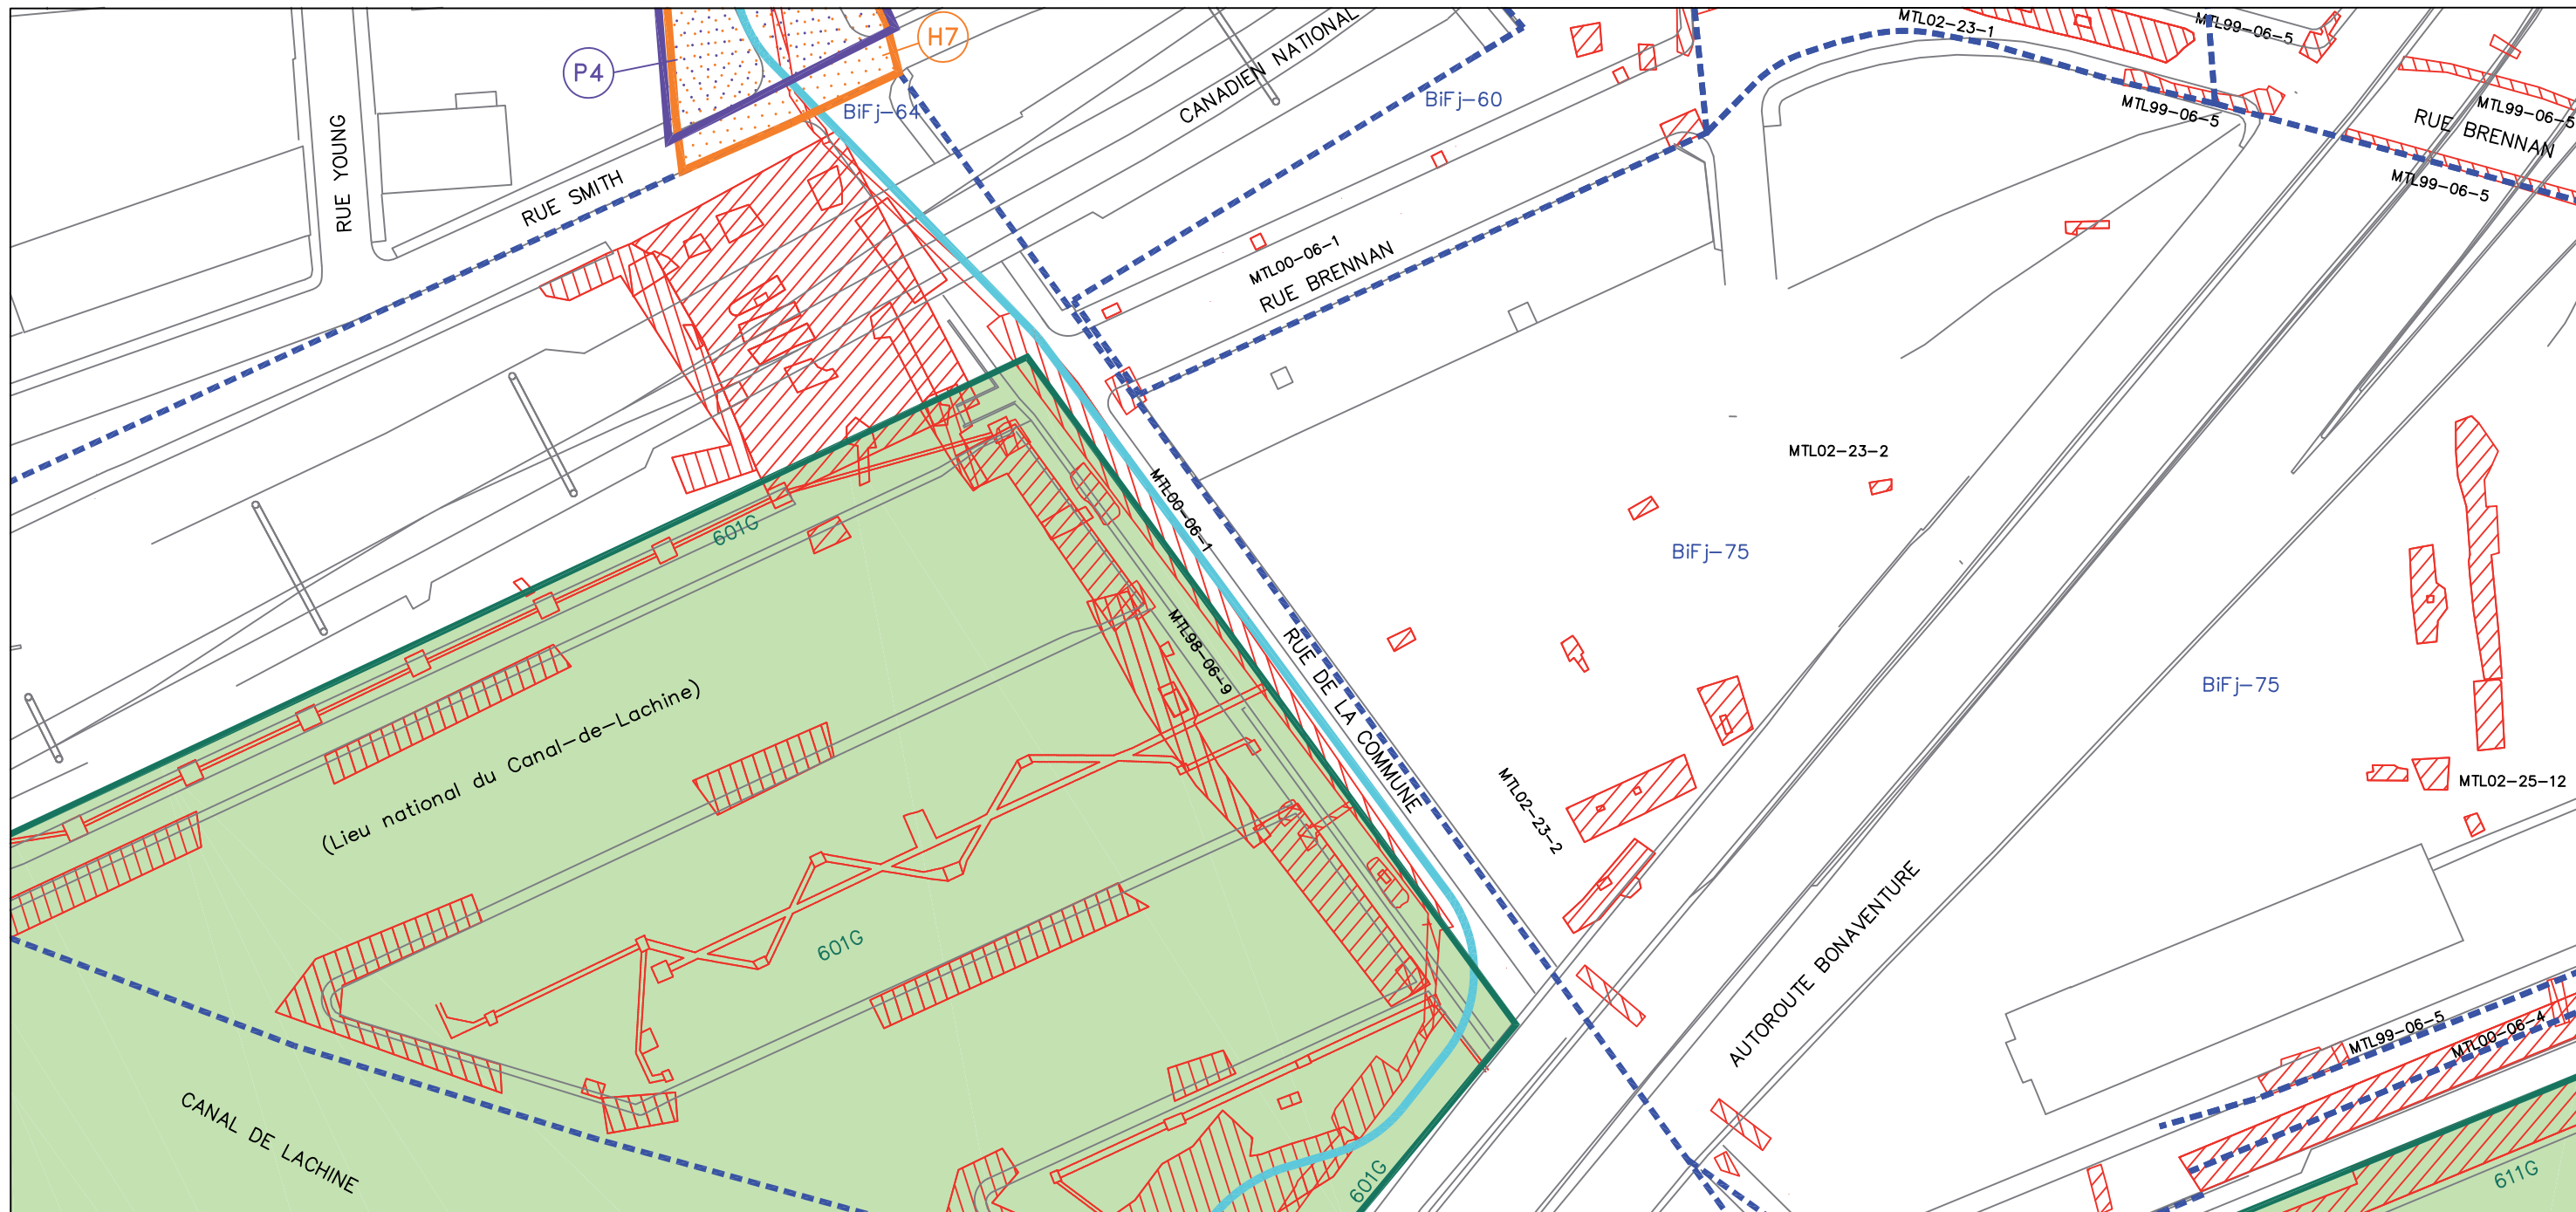 MTL02-23-1
MTL99-06-5
H7
P4
CANADIEN NATIONAL
BiFj-64
BiFj-60
MTL99-06-5
MTL99-06-5
RUE BRENNAN
RUE YOUNG
RUE SMITH
MTL99-06-5
MTL00-06-1
RUE BRENNAN
MTL02-23-2
601G
MTL00-06-1
BiFj-75
MTL98-06-9
RUE DE LA COMMUNE
BiFj-75
(Lieu national du Canal-de-Lachine)
MTL02-23-2
MTL02-25-12
601G
AUTOROUTE BONAVENTURE
MTL99-06-5
MTL00-06-4
CANAL DE LACHINE
601G
611G